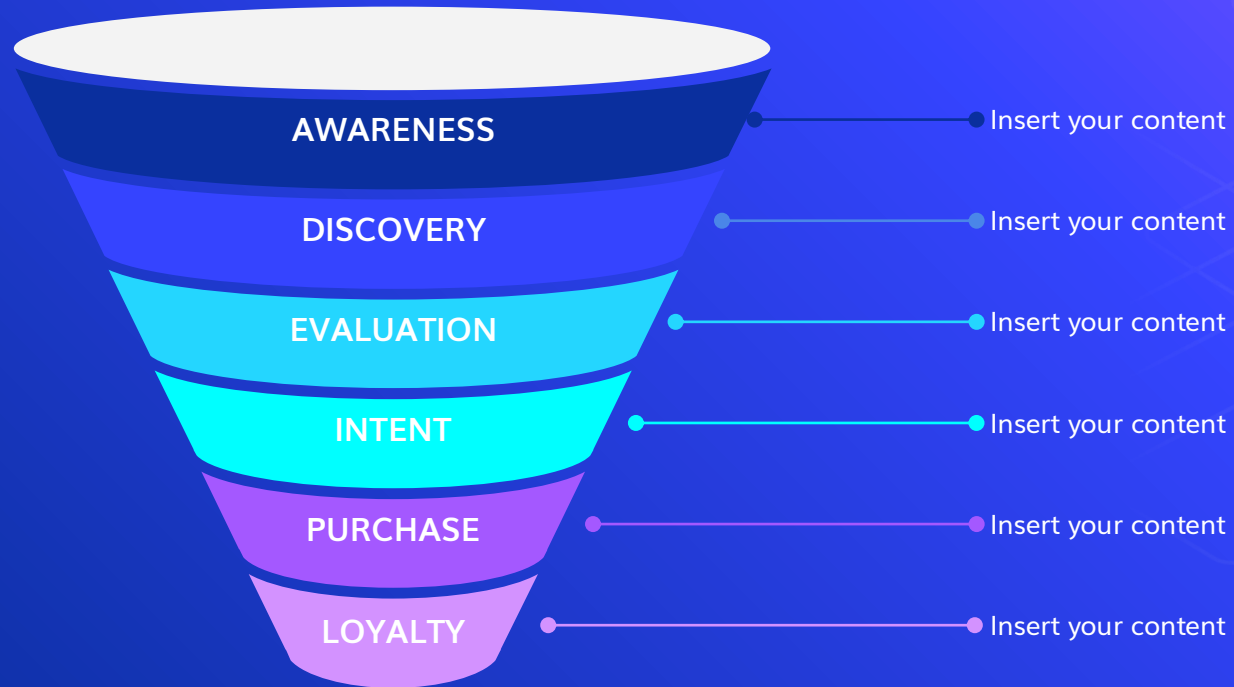 AWARENESS
Insert your content
DISCOVERY
Insert your content
EVALUATION
Insert your content
INTENT
Insert your content
PURCHASE
Insert your content
LOYALTY
Insert your content